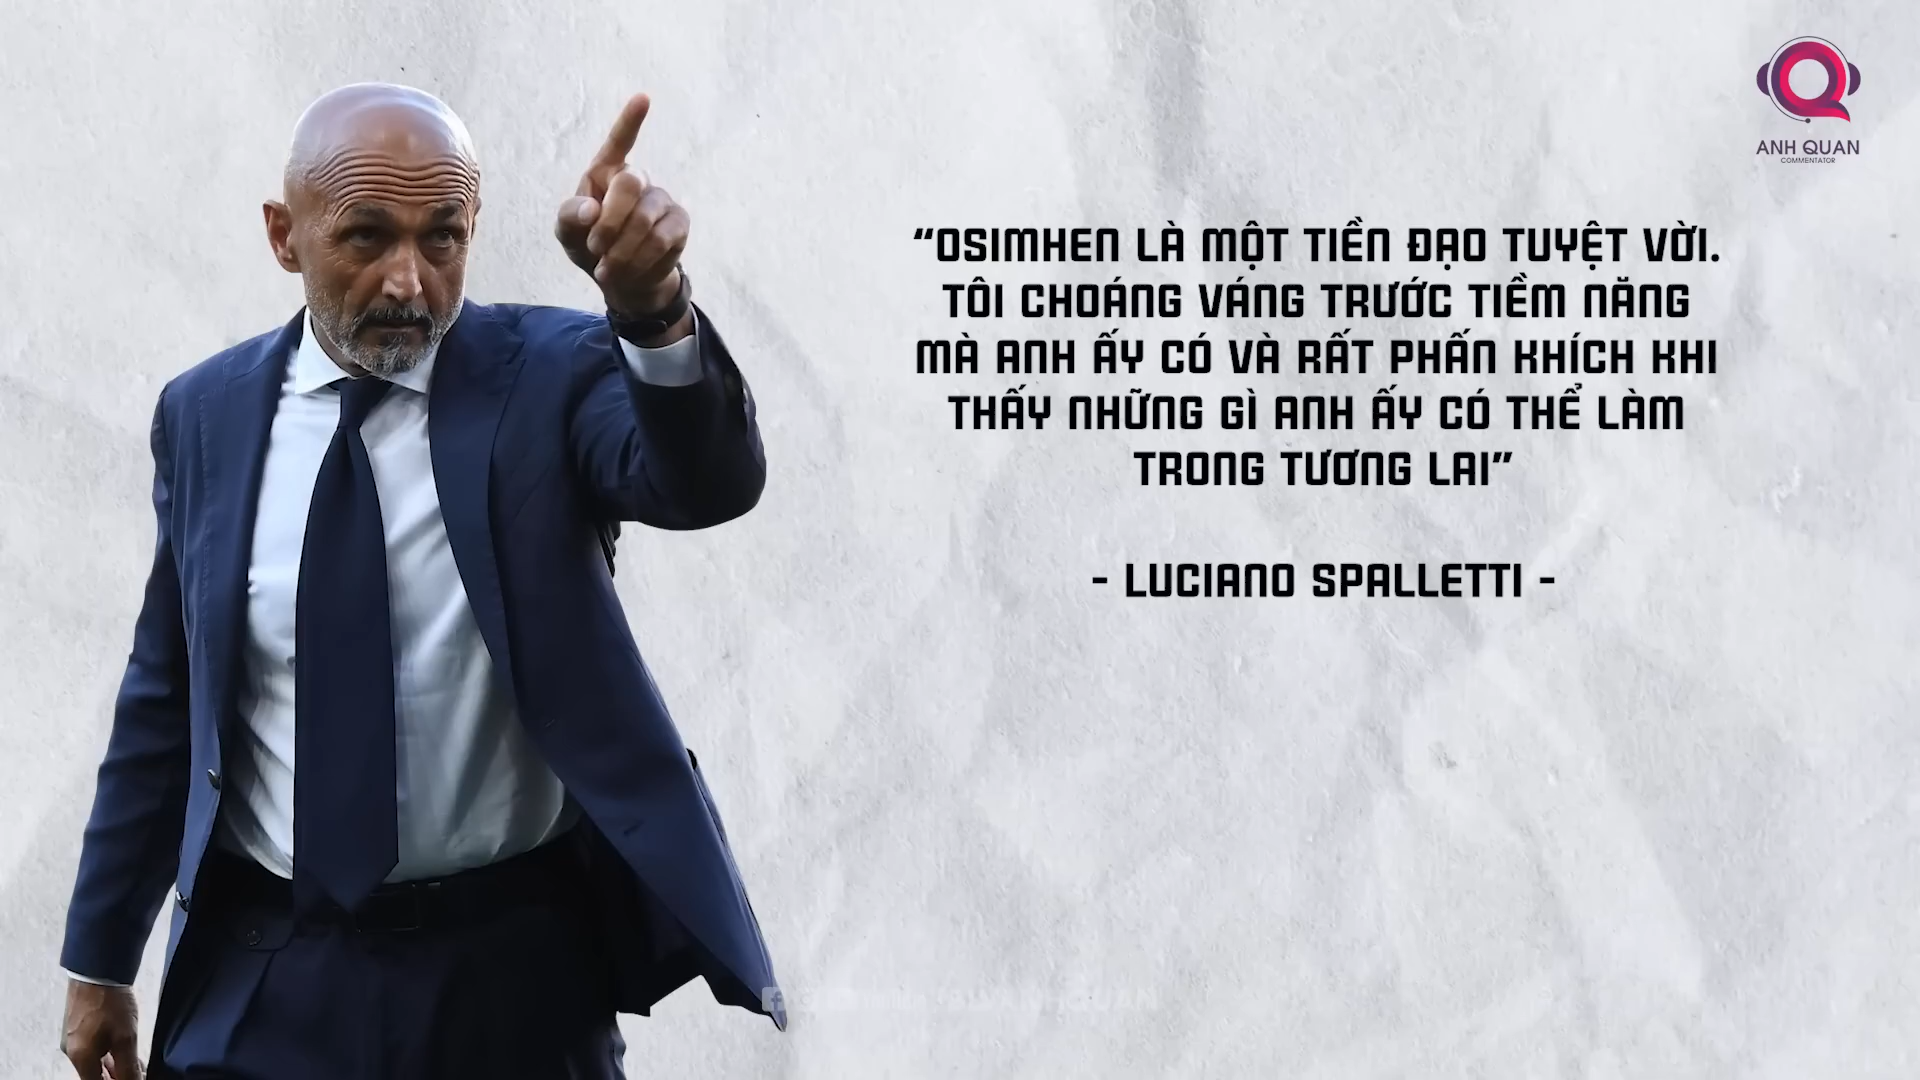 ANH QUAN
COMMENTATOR
“OSIMHEN LÀ MỘT TIỀN ĐẠO TUYỆT VỜI.
TÔI CHOÁNG VÁNG TRƯỚC TIỀM NĂNG
MÀ ANH ẤY CÓ VÀ RẤT PHẤN KHÍCH KHI
THẤY NHỮNG GÌ ANH ẤY CÓ THỂ LÀM
TRONG TƯƠNG LAI”
- LUCIANO SPALLETTI -